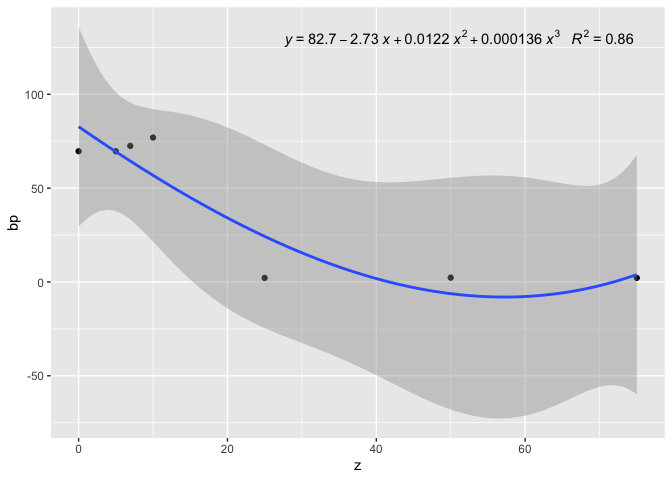 y = 82.7 – 2.73 x + 0.0122 x² + 0.000136 x³   R² = 0.86
100
50
0
-50
bp
0 20 40 60
z